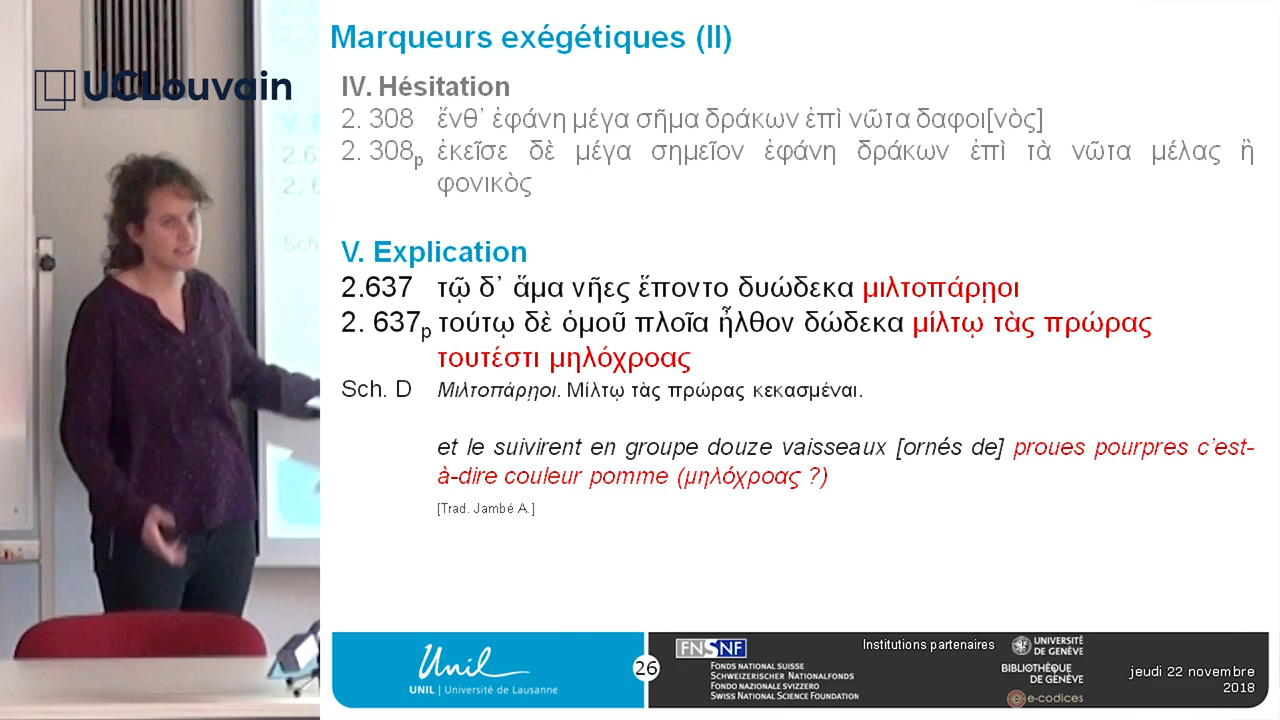 UCLouvain
Marqueurs exégétiques (II)
IV. Hésitation
2. 308 ἔνθ᾽ ἐφάνη μέγα σῆμα δράκων ἐπὶ νῶτα δαφοι[νὸς]
2. 308p ἐκεῖσε δὲ μέγα σημεῖον ἐφάνη δράκων ἐπὶ τὰ νῶτα μέλας ἢ
φονικὸς
V. Explication
2.637 τῷ δ᾽ ἅμα νῆες ἕποντο δυώδεκα μιλτοπάρῃοι
2. 637p τούτῳ δὲ ὁμοῦ πλοῖα ἦλθον δώδεκα μίλτῳ τὰς πρώρας
τουτέστι μηλόχροας
Sch. D Μιλτοπάρῃοι. Μίλτῳ τὰς πρώρας κεκασμέναι.
et le suivirent en groupe douze vaisseaux [ornés de] proues pourpres c’est-
à-dire couleur pomme (μηλόχροας ?)
[Trad. Jambé A.]
Unil
UNIL | Université de Lausanne
26
FNSNF
FONDS NATIONAL SUISSE
SCHWEIZERISCHER NATIONALFONDS
FONDO NAZIONALE SVIZZERO
SWISS NATIONAL SCIENCE FOUNDATION
Institutions partenaires
UNIVERSITÉ
DE GENÈVE
BIBLIOTHÈQUE
DE GENÈVE
e-codices
jeudi 22 novembre
2018